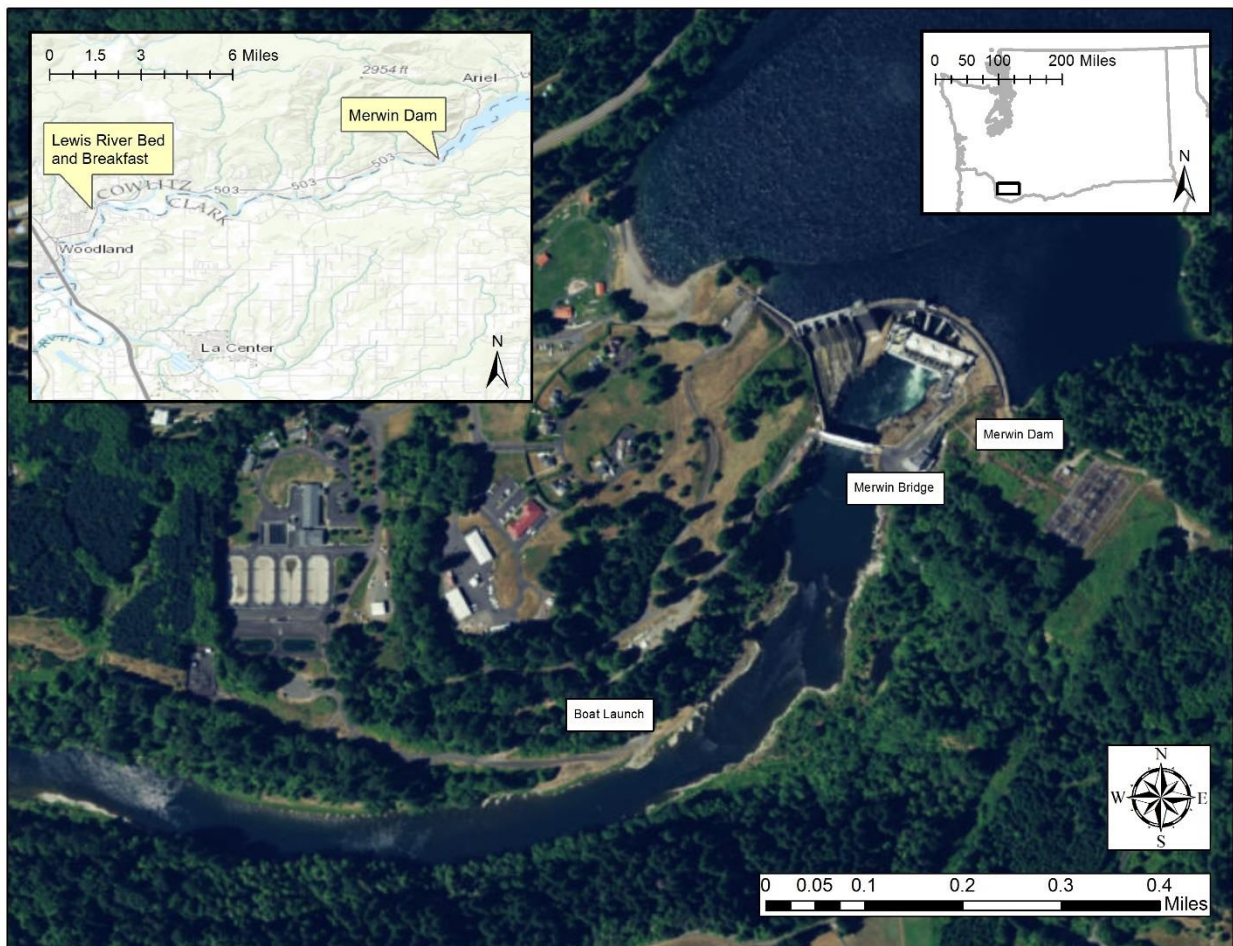 0 1.5 3 6 Miles
2954 ft
Ariel
Merwin Dam
Lewis River Bed
and Breakfast
503
503
503
COWLITZ
CLARK
Woodland
La Center
N
0 50 100 200 Miles
N
Merwin Dam
Merwin Bridge
Boat Launch
N
W E
S
0 0.05 0.1 0.2 0.3 0.4
Miles